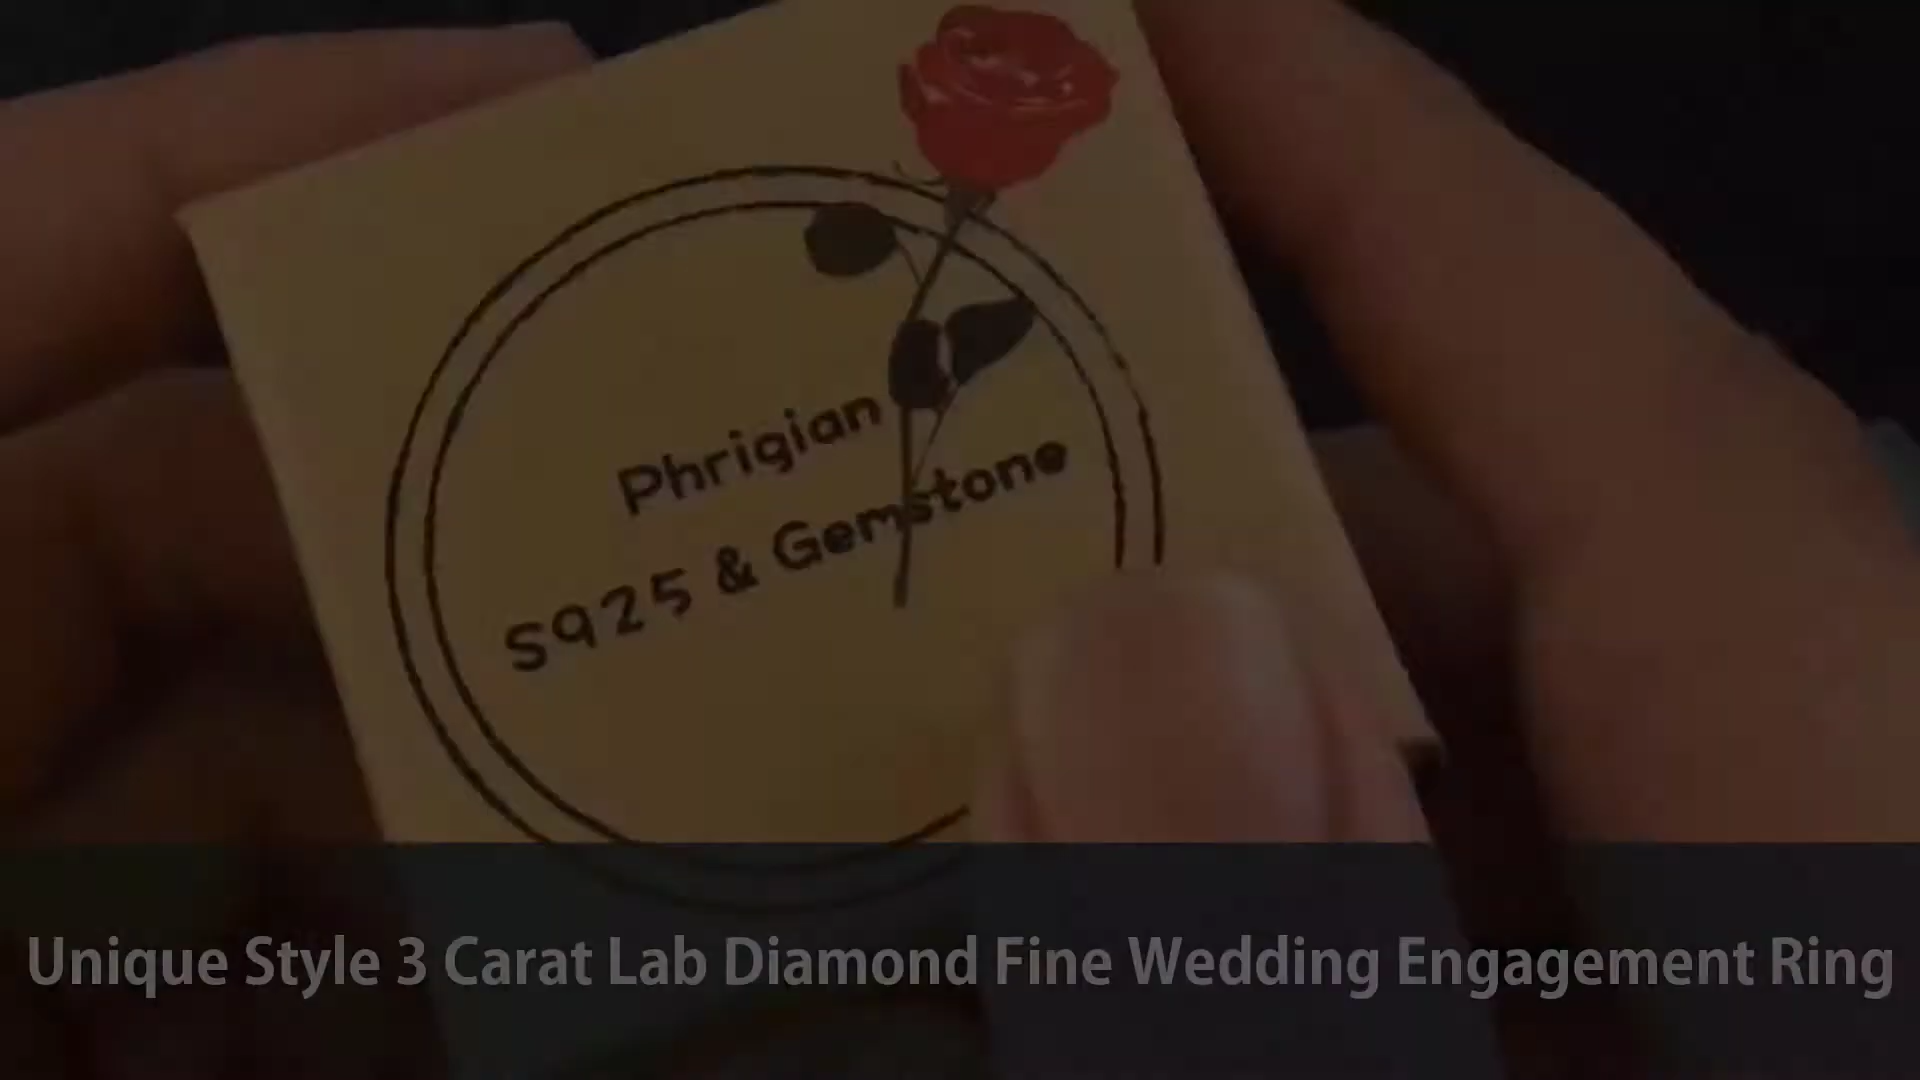 Phrigian
S925 & Gemstone
Unique Style 3 Carat Lab Diamond Fine Wedding Engagement Ring